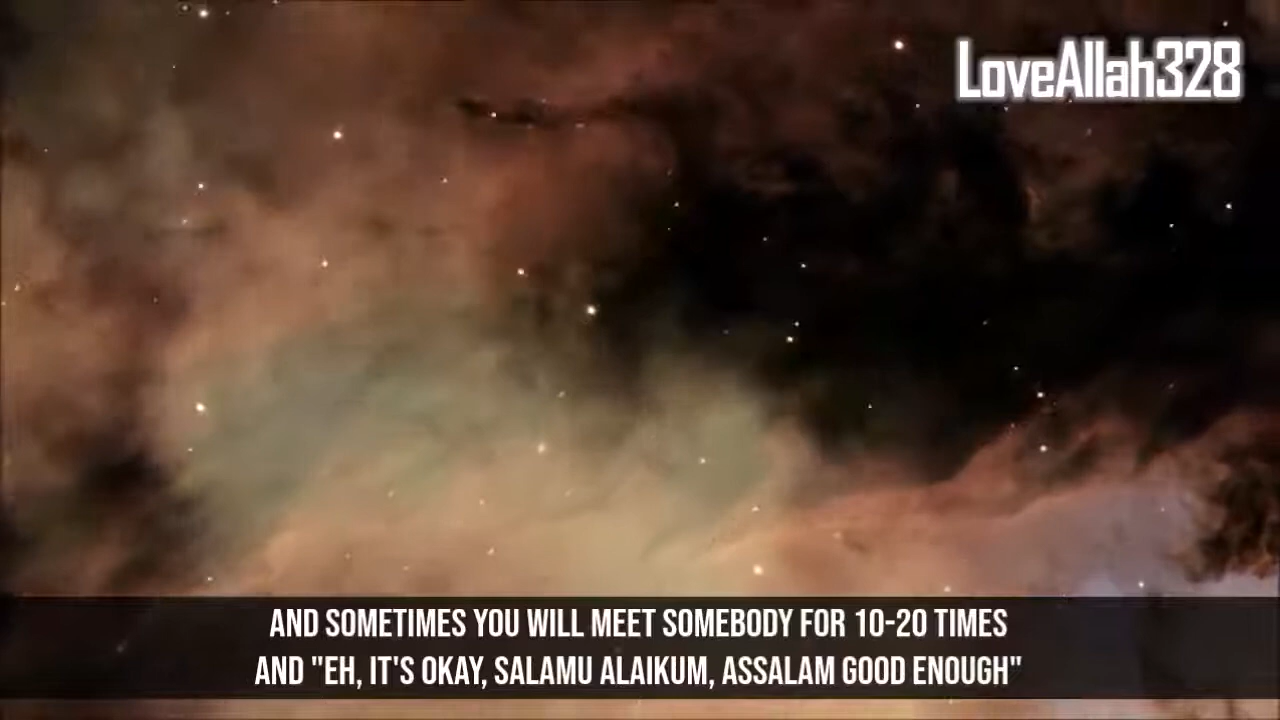 LoveAllah328
AND SOMETIMES YOU WILL MEET SOMEBODY FOR 10-20 TIMES
AND "EH, IT'S OKAY, SALAMU ALAIKUM, ASSALAM GOOD ENOUGH"